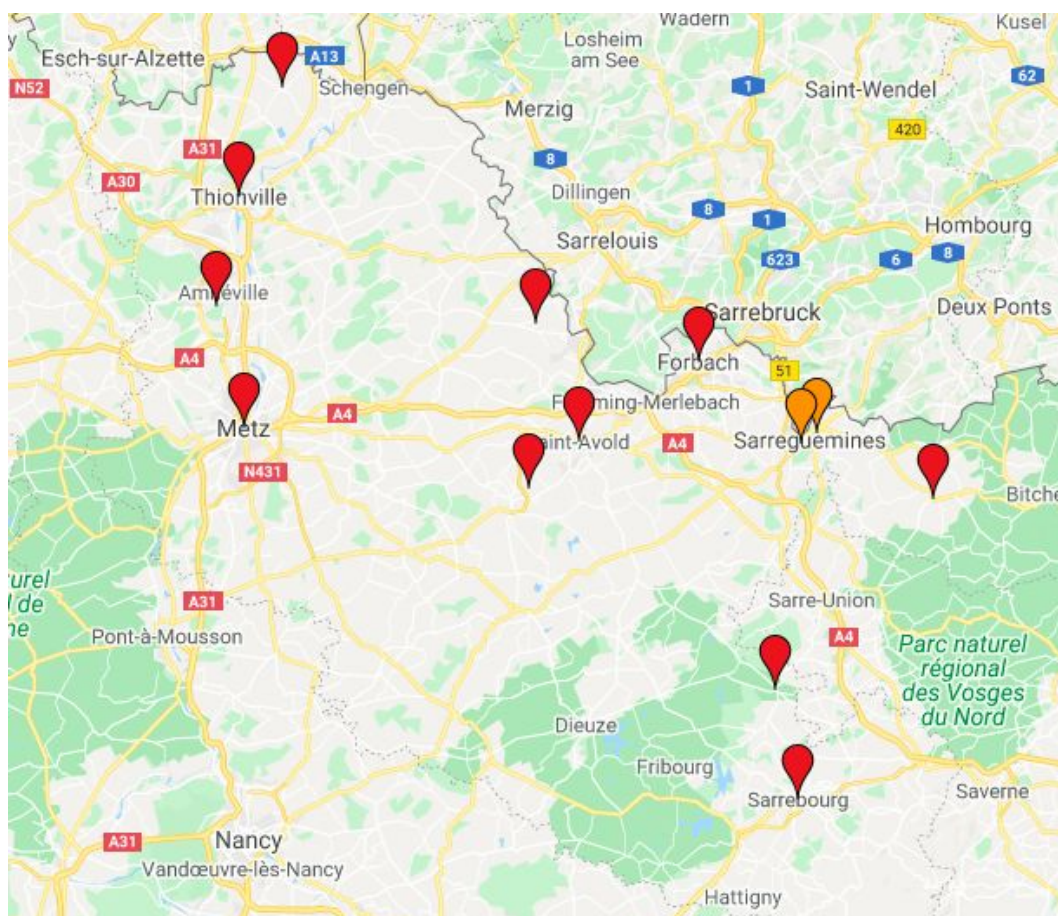 Wadern
Kusel
Esch-sur-Alzette
A13
Losheim
am See
N52
Schengen
1
Saint-Wendel
62
Merzig
420
A31
8
A30
Thionville
Dillingen
8
1
Hombourg
Sarrelouis
623
6
8
Sarrebruck
Deux Ports
A4
Forbach
51
A4
Metz
A4
Sarreguemines
N431
Bitche
A31
Sarre-Union
Pont-à-Mousson
A4
Parc naturel
régional
des Vosges
du Nord
Dieuze
Fribourg
Sarrebourg
Saverne
A31
Nancy
Vandœuvre-lès-Nancy
Hattigny